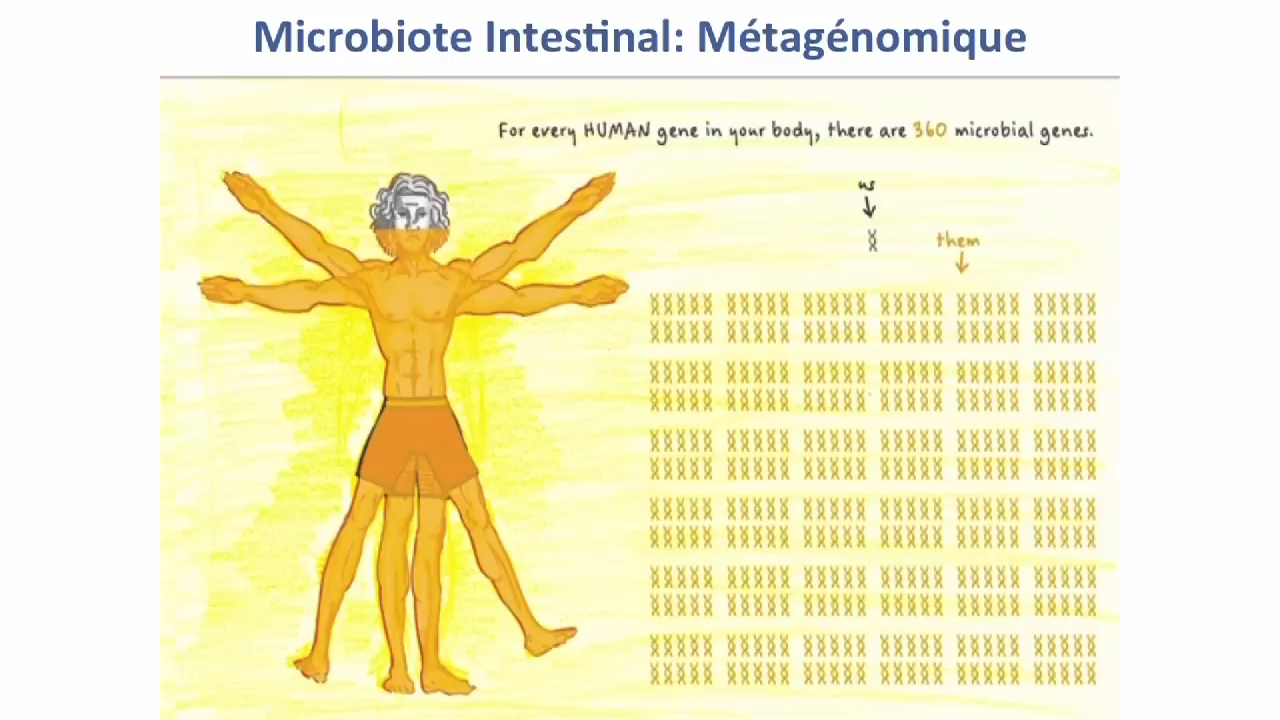 Microbiote Intestinal: Métagénomique
For every HUMAN gene in your body, there are 360 microbial genes.
us
them